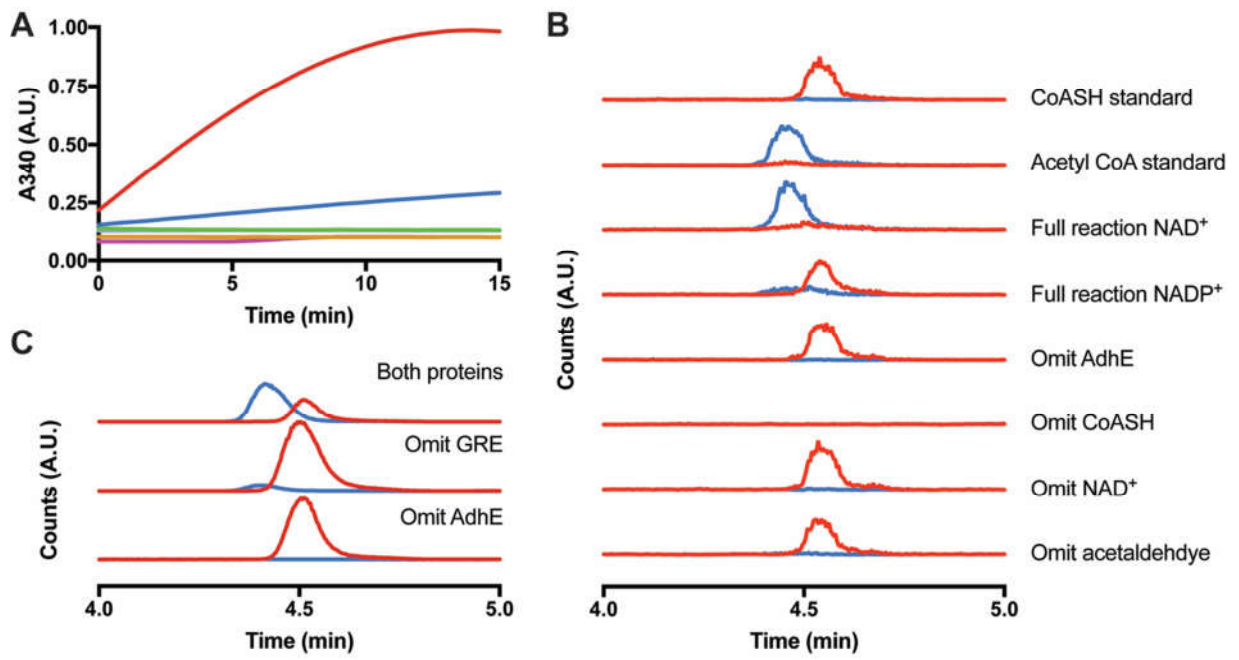 A
A340 (A.U.)
1.00
0.75
0.50
0.25
0.00
0
5
10
15
Time (min)
B
Counts (A.U.)
CoASH standard
Acetyl CoA standard
Full reaction NAD+
Full reaction NADP+
Omit AdhE
Omit CoASH
Omit NAD+
Omit acetaldehdye
4.0
4.5
5.0
Time (min)
C
Counts (A.U.)
Both proteins
Omit GRE
Omit AdhE
4.0
4.5
5.0
Time (min)